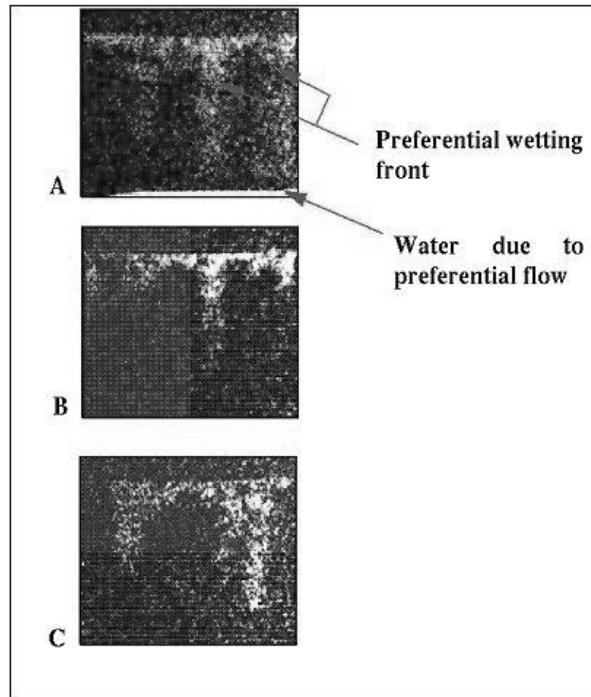 Preferential wetting
front
A
Water due to
preferential flow
B
C